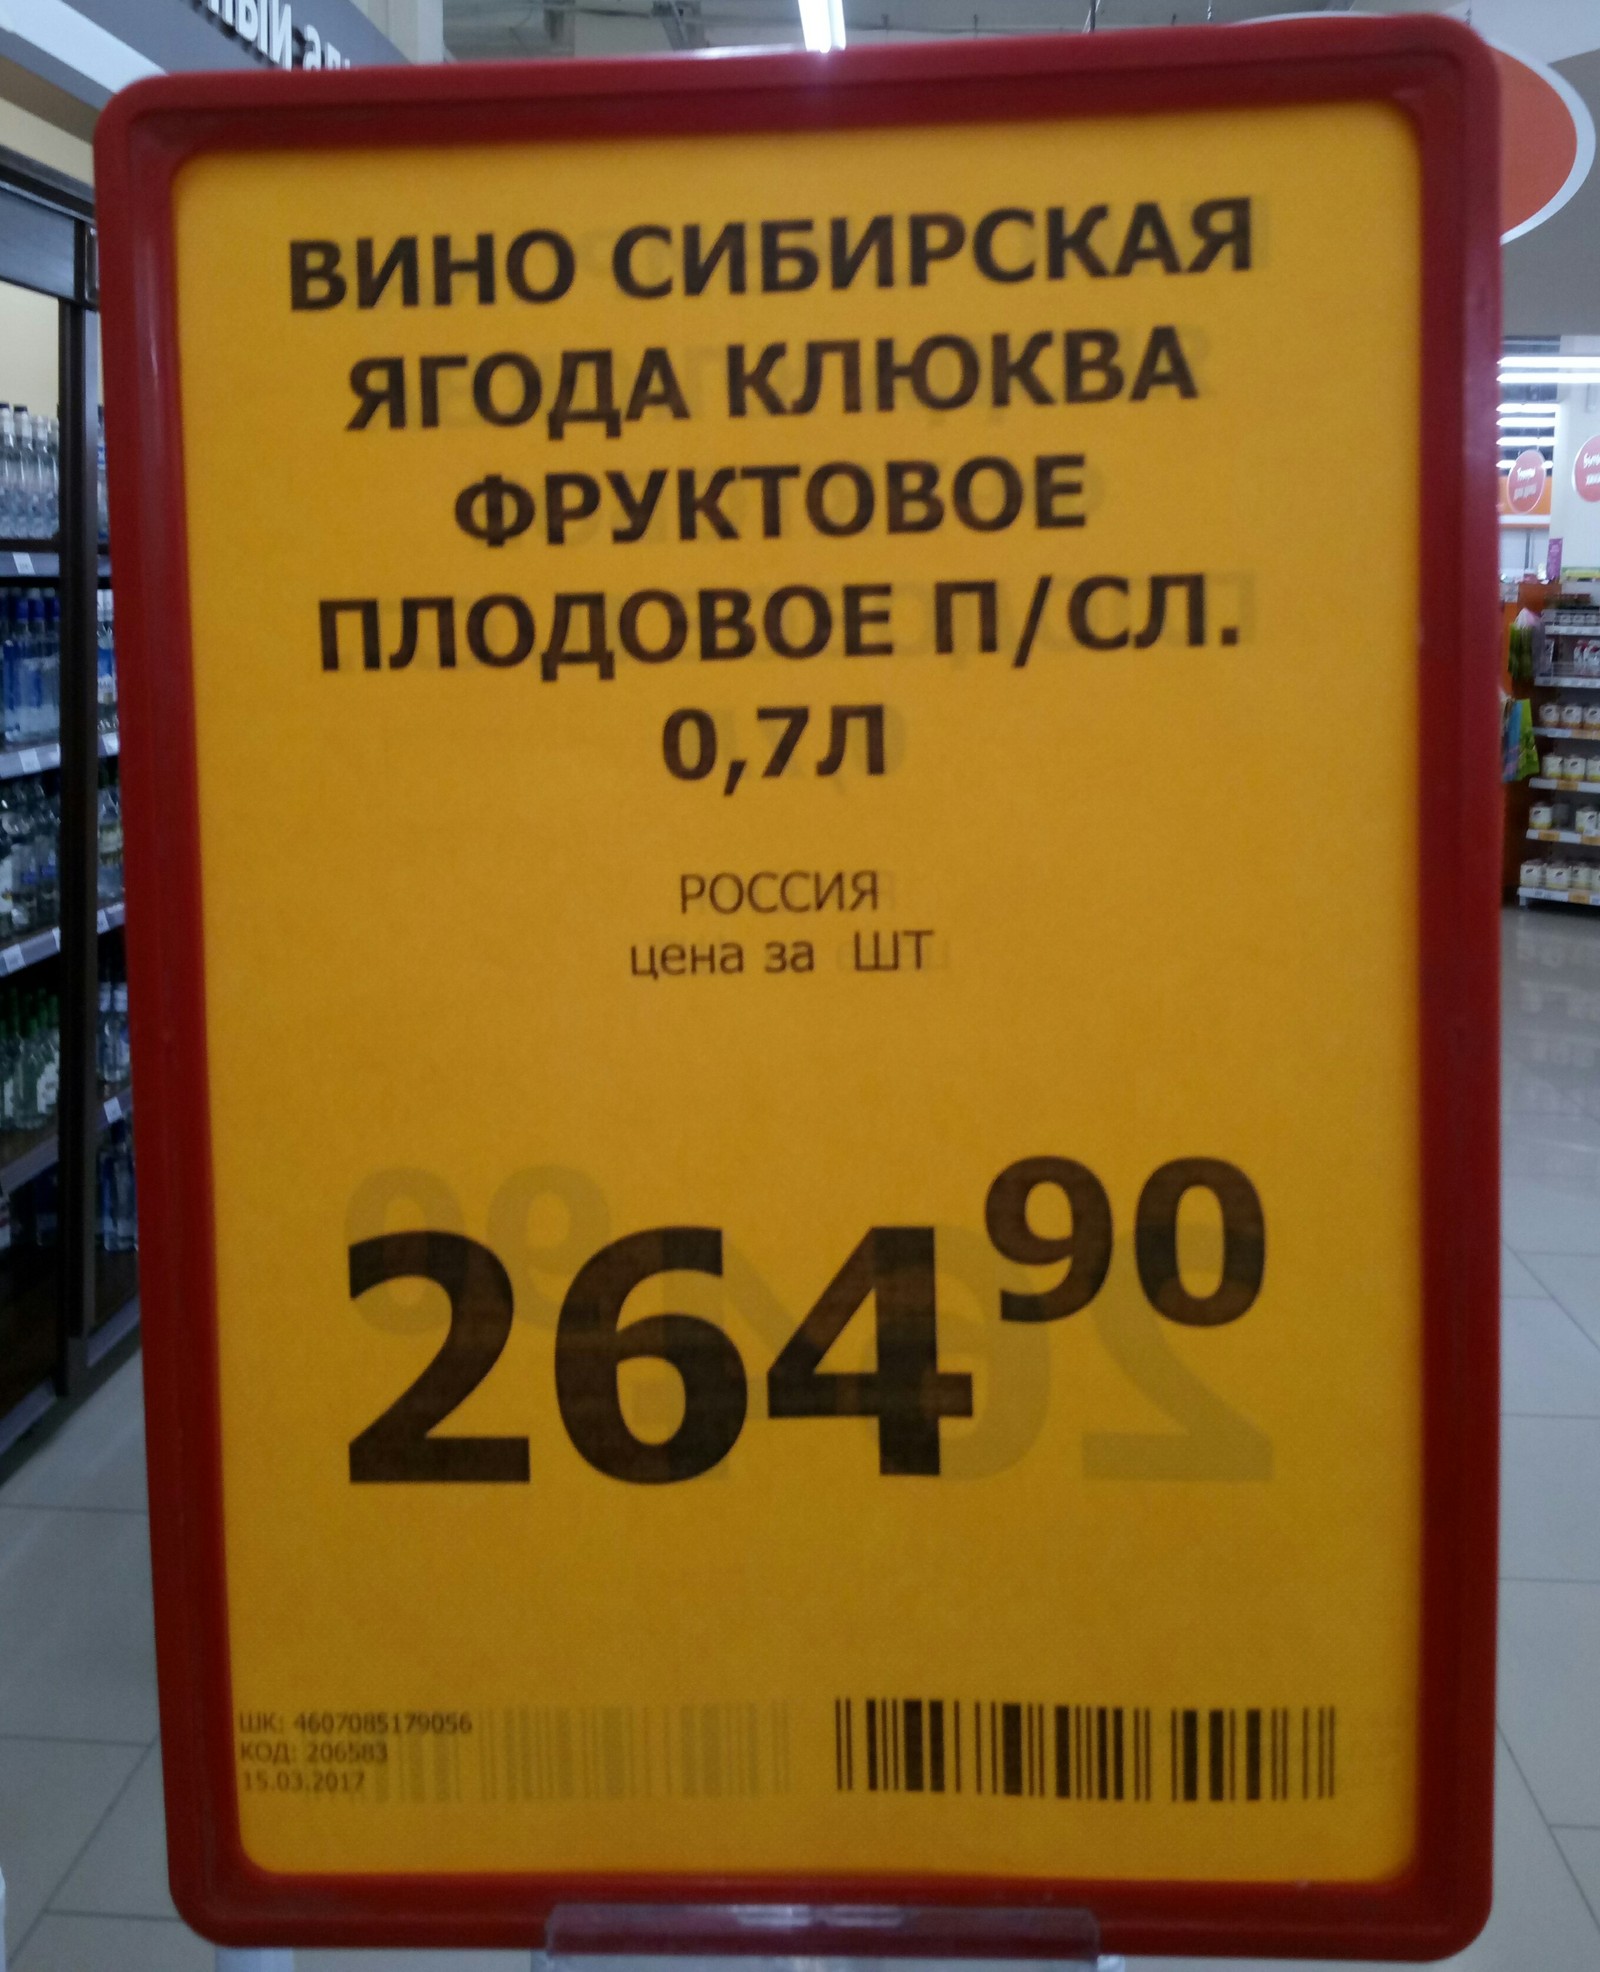 ВИНО СИБИРСКАЯ
ЯГОДА КЛЮКВА
ФРУКТОВОЕ
ПЛОДОВОЕ П/СЛ.
0,7Л
РОССИЯ
цена за ШТ
264 90
ШК: 4607085179056
КОД: 206583
15.03.2017